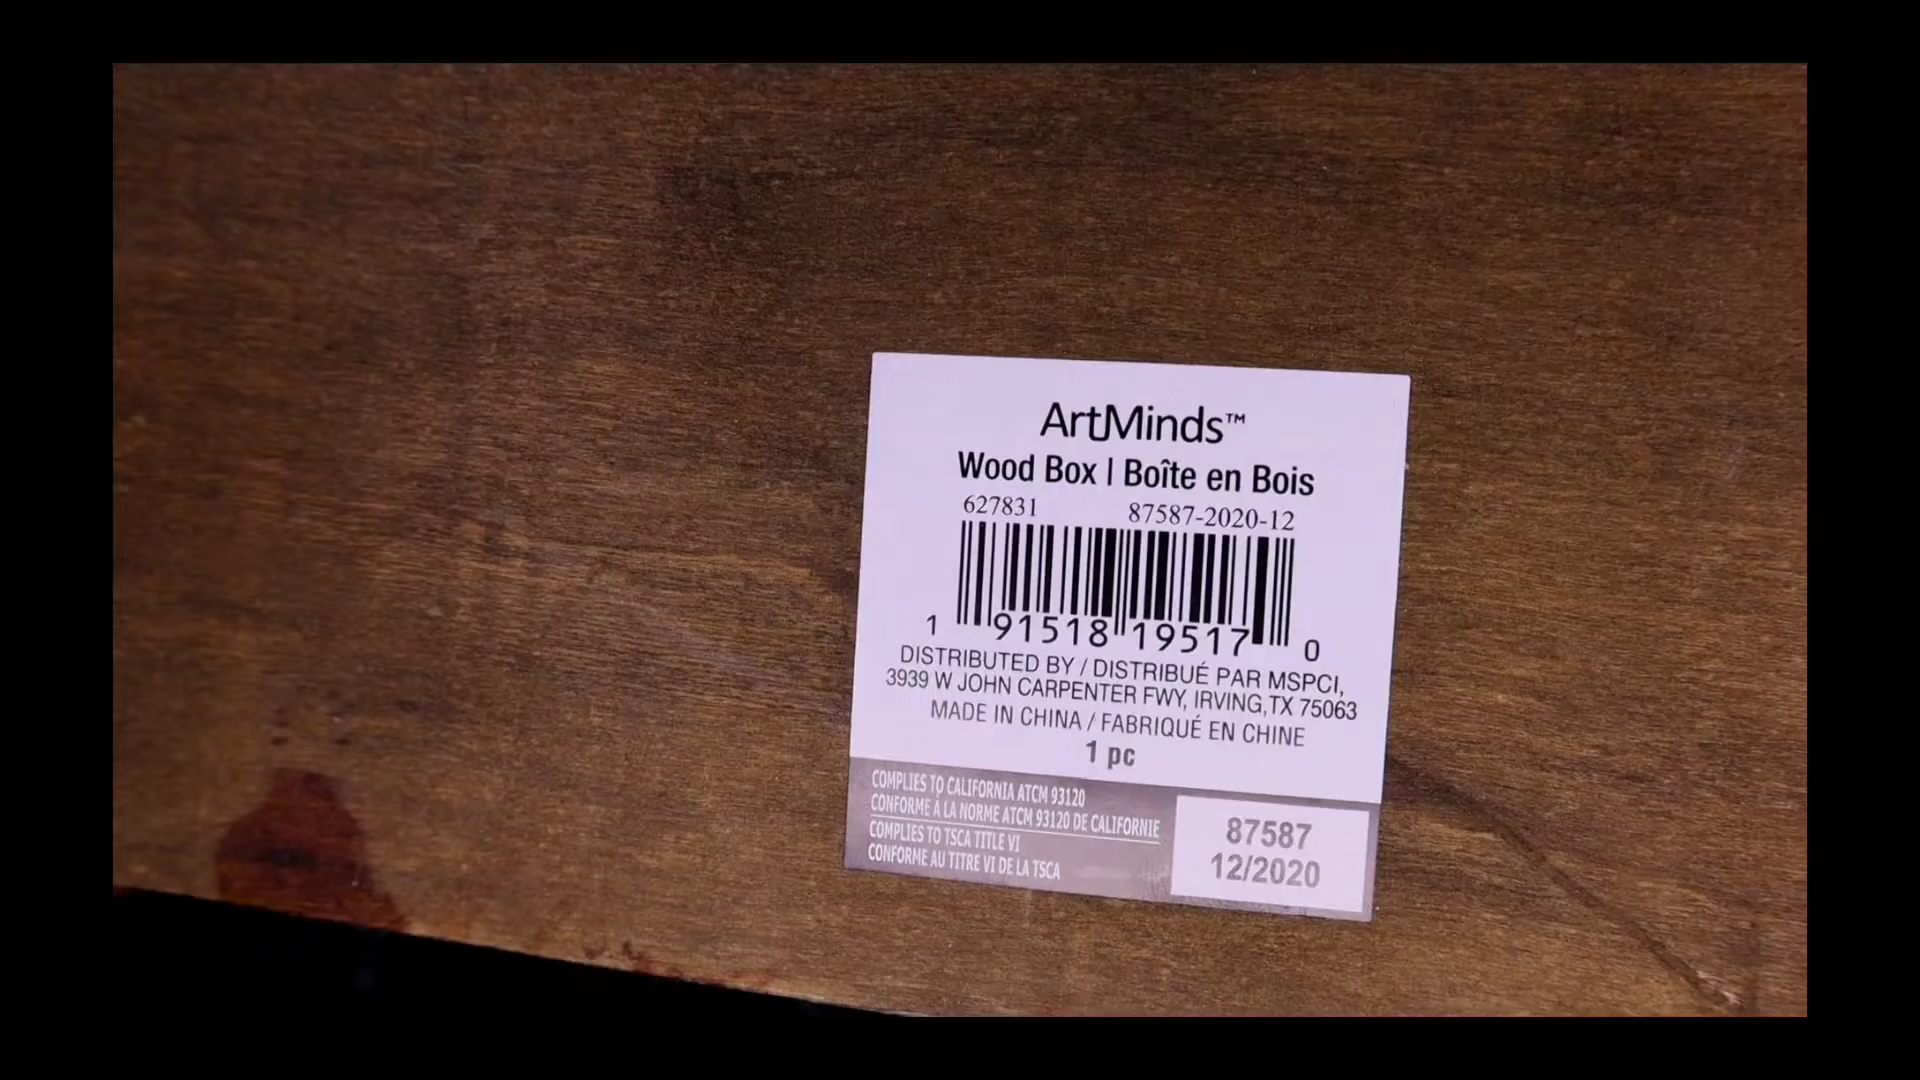 ArtMinds™
Wood Box | Boîte en Bois
627831 87587-2020-12
1 91518 19517 0
DISTRIBUTED BY / DISTRIBUÉ PAR MSPCI,
3939 W JOHN CARPENTER FWY, IRVING,TX 75063
MADE IN CHINA / FABRIQUÉ EN CHINE
1 pc
COMPLIES TO CALIFORNIA ATCM 93120
CONFORME À LA NORME ATCM 93120 DE CALIFORNIE
COMPLIES TO TSCA TITLE VI
CONFORME AU TITRE VI DE LA TSCA
87587
12/2020